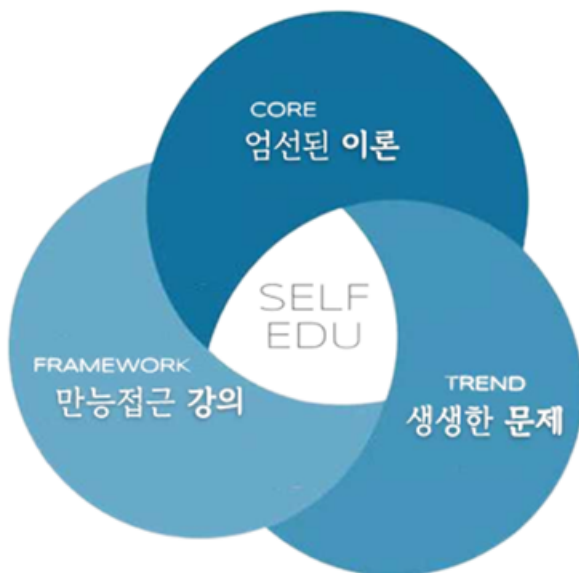 CORE
엄선된 이론
SELF
EDU
FRAMEWORK
만능접근 강의
TREND
생생한 문제